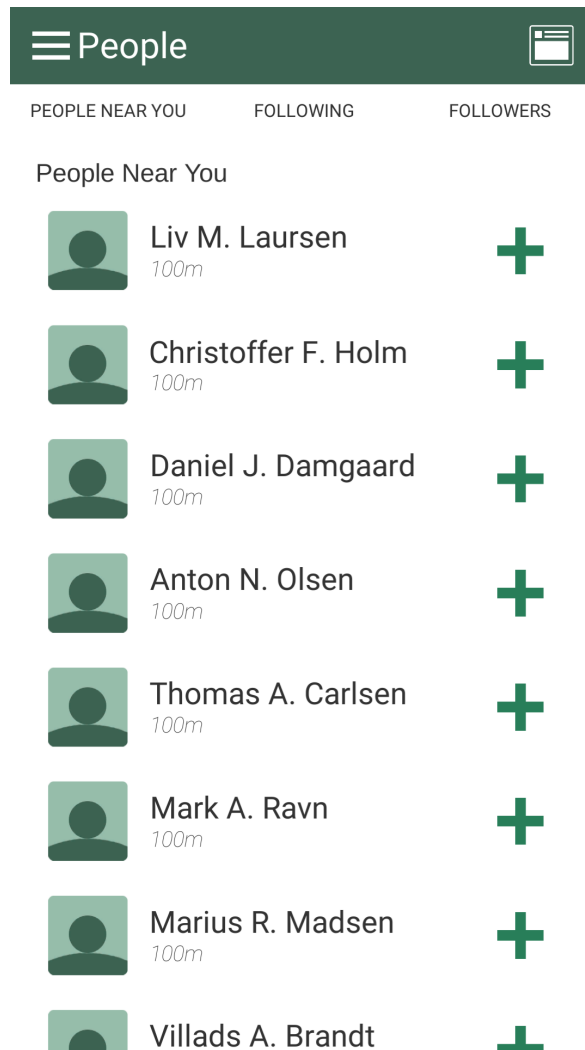 People
PEOPLE NEAR YOU FOLLOWING FOLLOWERS
People Near You
Liv M. Laursen
100m
Christoffer F. Holm
100m
Daniel J. Damgaard
100m
Anton N. Olsen
100m
Thomas A. Carlsen
100m
Mark A. Ravn
100m
Marius R. Madsen
100m
Villads A. Brandt